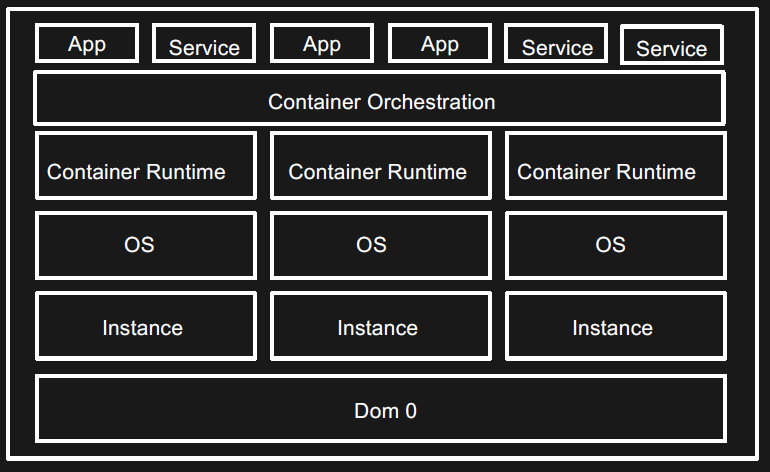 App Service App App Service Service
Container Orchestration
Container Runtime Container Runtime Container Runtime
OS OS OS
Instance Instance Instance
Dom 0